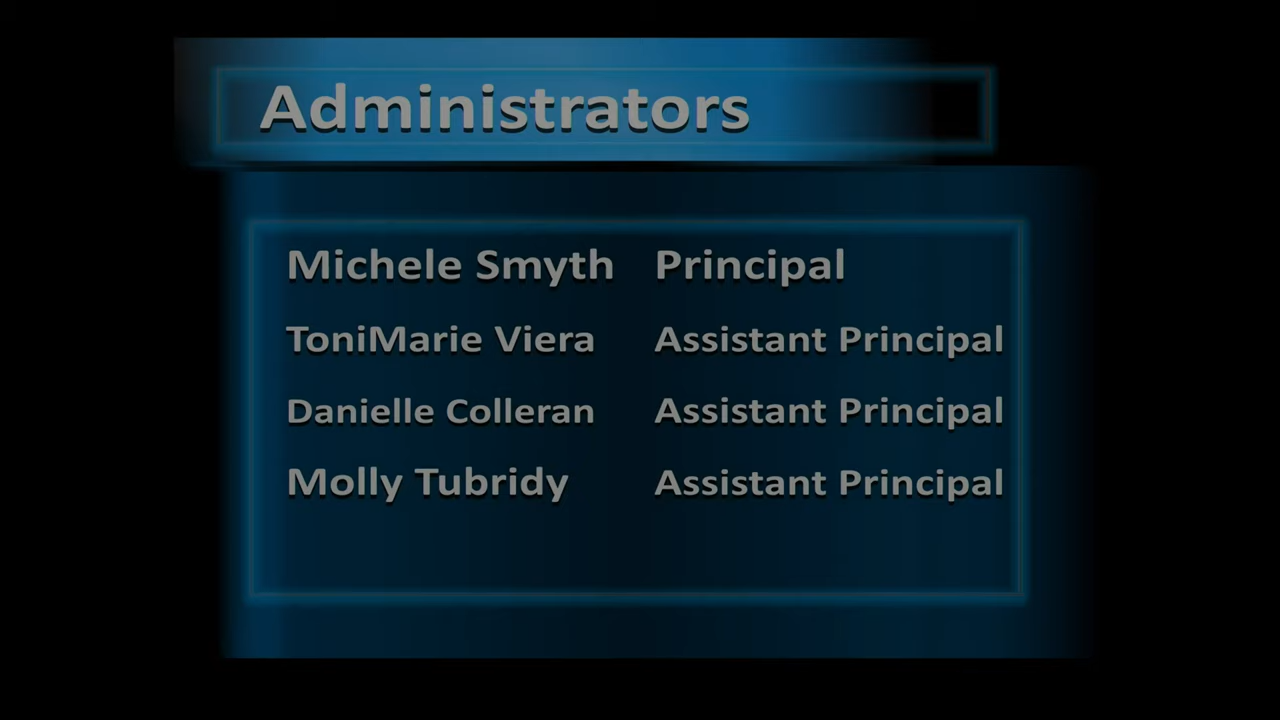 Administrators
Michele Smyth Principal
ToniMarie Viera Assistant Principal
Danielle Colleran Assistant Principal
Molly Tubridy Assistant Principal